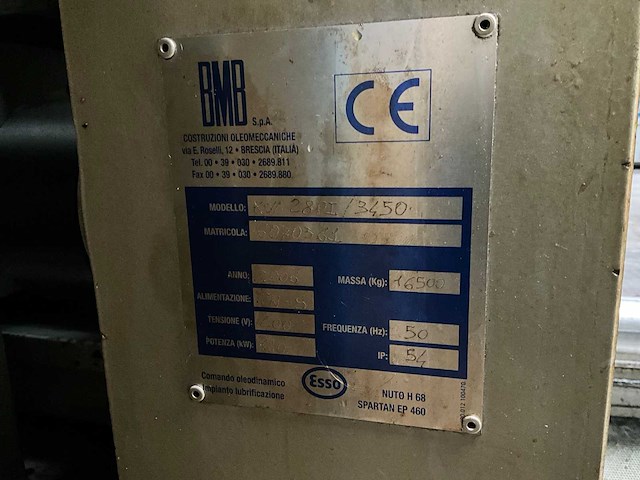 BMB S.p.A.
CE
COSTRUZIONI OLEOMECCANICHE
via E. Roselli, 12 • BRESCIA (ITALIA)
Tel. 00 • 39 • 030 • 2689.811
Fax 00 • 39 • 030 • 2689.880
MODELLO: /3450
MATRICOLA:
ANNO:
MASSA (Kg): 16500
ALIMENTAZIONE:
TENSIONE (V):
FREQUENZA (Hz): 50
POTENZA (kW):
IP: 54
Comando oleodinamico
Impianto lubrificazione
Esso
NUTO H 68
SPARTAN EP 460